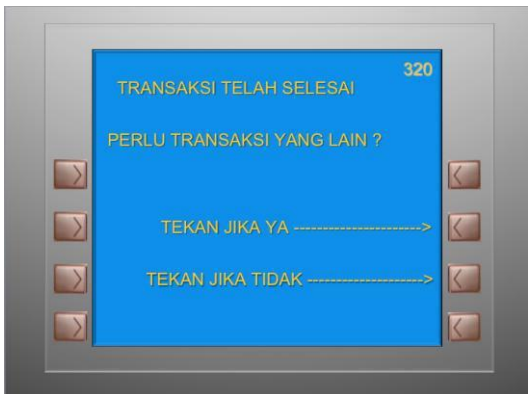 320
TRANSAKSI TELAH SELESAI
PERLU TRANSAKSI YANG LAIN ?
TEKAN JIKA YA ---------------------->
TEKAN JIKA TIDAK -------------------->